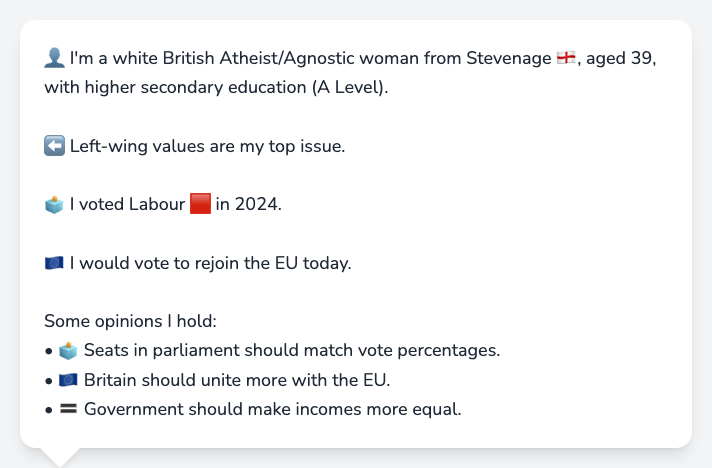 👤 I'm a white British Atheist/Agnostic woman from Stevenage 🏴󠁧󠁢󠁥󠁮󠁧󠁿, aged 39,
with higher secondary education (A Level).
⬅️ Left-wing values are my top issue.
🗳️ I voted Labour 🟥 in 2024.
🇪🇺 I would vote to rejoin the EU today.
Some opinions I hold:
• 🗳️ Seats in parliament should match vote percentages.
• 🇪🇺 Britain should unite more with the EU.
• 🟰 Government should make incomes more equal.